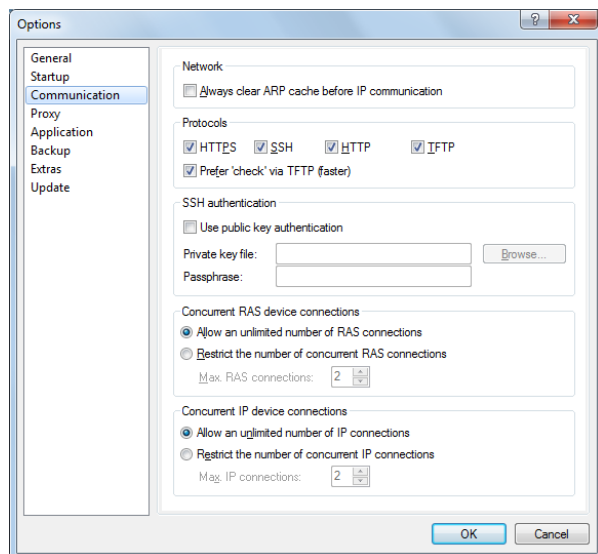 Options
General
Startup
Communication
Proxy
Application
Backup
Extras
Update
Network
Always clear ARP cache before IP communication
Protocols
HTTPS SSH HTTP TFTP
Prefer 'check' via TFTP (faster)
SSH authentication
Use public key authentication
Private key file: Browse...
Passphrase:
Concurrent RAS device connections
Allow an unlimited number of RAS connections
Restrict the number of concurrent RAS connections
Max. RAS connections: 2
Concurrent IP device connections
Allow an unlimited number of IP connections
Restrict the number of concurrent IP connections
Max. IP connections: 2
OK Cancel